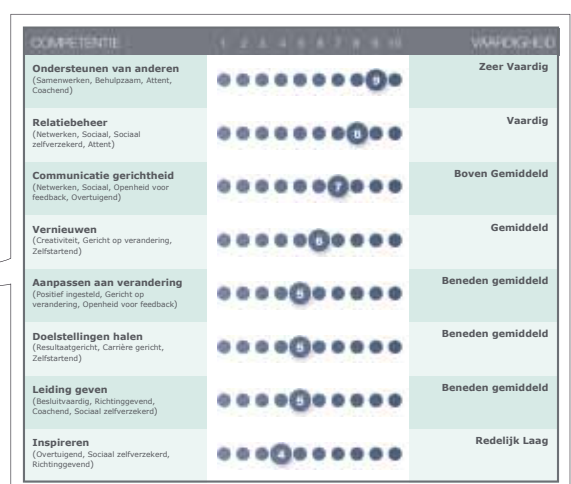 COMPETENTIE 1 2 3 4 5 6 7 8 9 10 VAARDIGHEID
Ondersteunen van anderen
(Samenwerken, Behulpzaam, Attent,
Coachend)
9
Zeer Vaardig
Relatiebeheer
(Netwerken, Sociaal, Sociaal
zelfverzekerd, Attent)
8
Vaardig
Communicatie gerichtheid
(Netwerken, Sociaal, Openheid voor
feedback, Overtuigend)
7
Boven Gemiddeld
Vernieuwen
(Creativiteit, Gericht op verandering,
Zelfstartend)
6
Gemiddeld
Aanpassen aan verandering
(Positief ingesteld, Gericht op
verandering, Openheid voor feedback)
5
Beneden gemiddeld
Doelstellingen halen
(Resultaatgericht, Carrière gericht,
Zelfstartend)
5
Beneden gemiddeld
Leiding geven
(Besluitvaardig, Richtinggevend,
Coachend, Sociaal zelfverzekerd)
5
Beneden gemiddeld
Inspireren
(Overtuigend, Sociaal zelfverzekerd,
Richtinggevend)
4
Redelijk Laag